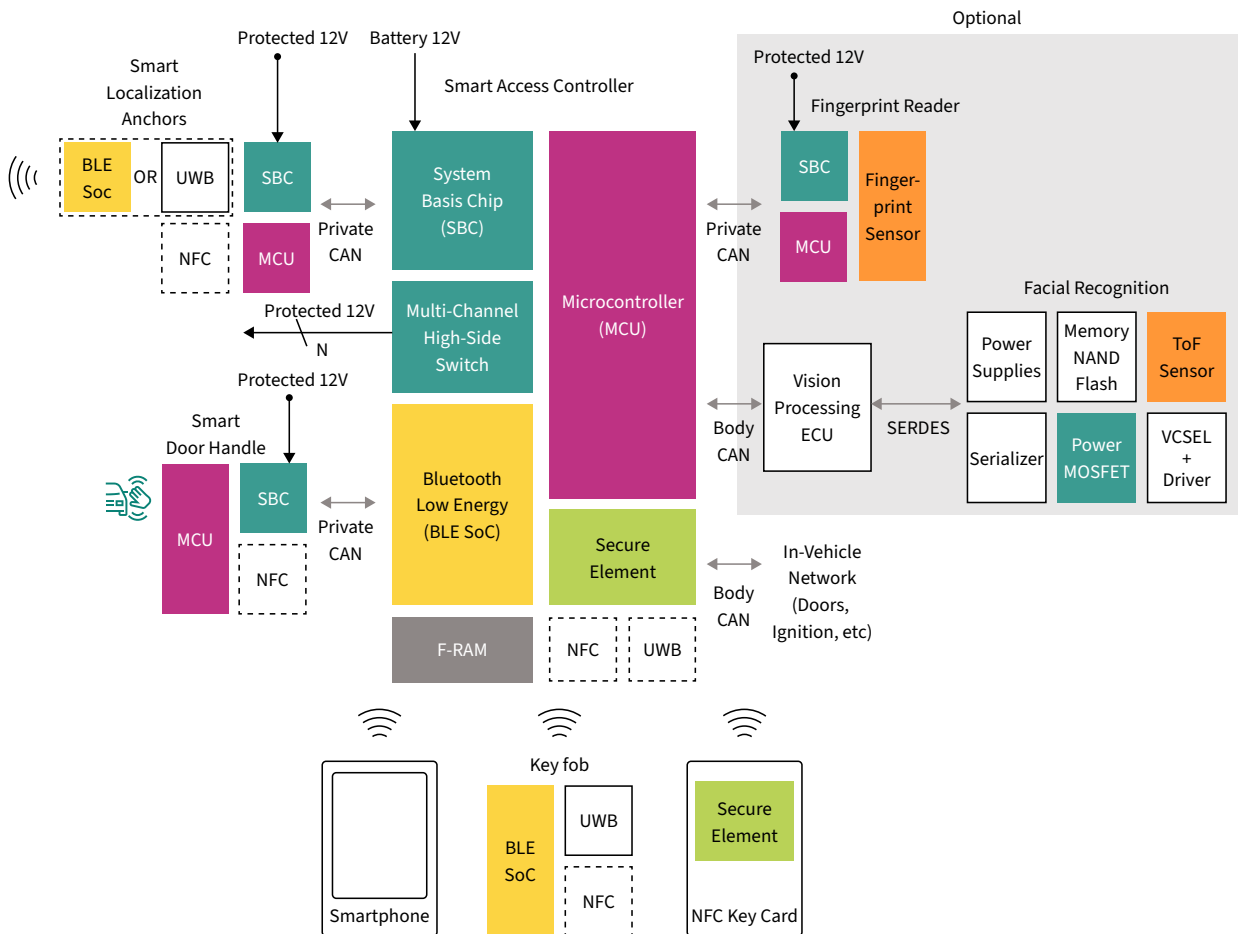 Optional
Protected 12V
Battery 12V
Smart
Localization
Anchors
Smart Access Controller
Protected 12V
Fingerprint Reader
BLE
Soc
OR
UWB
SBC
NFC
MCU
Private
CAN
System
Basis Chip
(SBC)
Microcontroller
(MCU)
Private
CAN
SBC
MCU
Finger-
print
Sensor
Protected 12V
N
Multi-Channel
High-Side
Switch
Facial Recognition
Power
Supplies
Memory
NAND
Flash
ToF
Sensor
Vision
Processing
ECU
Body
CAN
SERDES
Serializer
Power
MOSFET
VCSEL
+
Driver
Protected 12V
Smart
Door Handle
MCU
SBC
NFC
Private
CAN
Bluetooth
Low Energy
(BLE SoC)
Secure
Element
Body
CAN
In-Vehicle
Network
(Doors,
Ignition, etc)
F-RAM
NFC
UWB
Smartphone
Key fob
BLE
SoC
UWB
NFC
Secure
Element
NFC Key Card